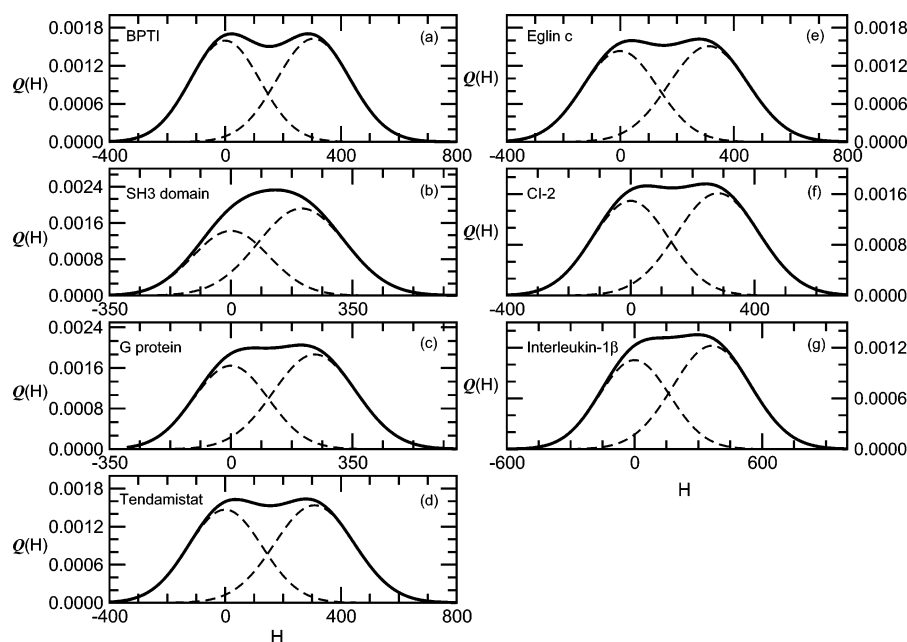 BPTI (a)
0.0018
0.0012
Q(H)
0.0006
0.0000
-400 0 400 800
SH3 domain (b)
0.0024
0.0016
Q(H)
0.0008
0.0000
-350 0 350
G protein (c)
0.0024
0.0016
Q(H)
0.0008
0.0000
-350 0 350
Tendamistat (d)
0.0018
0.0012
Q(H)
0.0006
0.0000
-400 0 400 800
H
Eglin c (e)
0.0018
0.0012
Q(H)
0.0006
0.0000
-400 0 400 800
CI-2 (f)
0.0016
Q(H)
0.0008
0.0000
-400 0 400
Interleukin-1β (g)
0.0012
Q(H)
0.0006
0.0000
-600 0 600
H